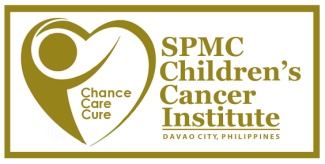 Chance
Care
Cure
SPMC
Children's
Cancer
Institute
DAVAO CITY, PHILIPPINES